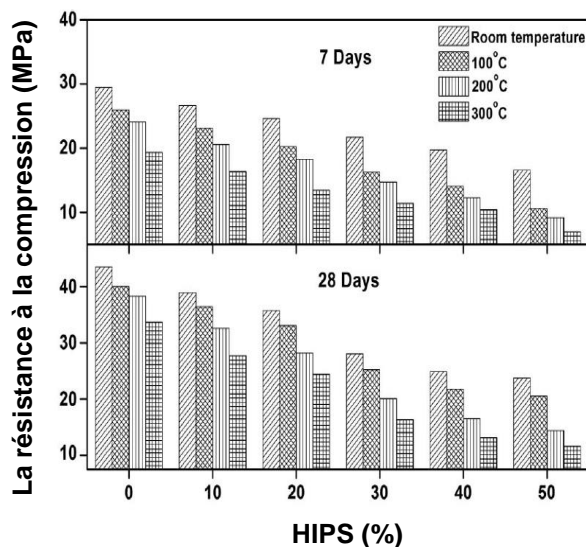 La résistance à la compression (MPa)
40
30
20
10
7 Days
Room temperature
100°C
200°C
300°C
40
30
20
10
28 Days
0 10 20 30 40 50
HIPS (%)